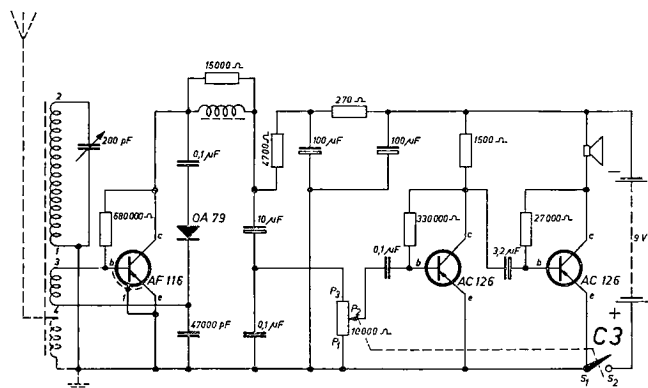 15000 Ω
270 Ω
2
200 pF
0,1 µF
4700 Ω
100 µF
100 µF
1500 Ω
680000 Ω
OA 79
10 µF
330000 Ω
27000 Ω
−
9 V
1
3
b
c
AF 116
f
e
0,1 µF
b
c
AC 126
e
3,2 µF
b
c
AC 126
e
+
4
47000 pF
0,1 µF
P3
P2
10000 Ω
P1
C3
S1
S2